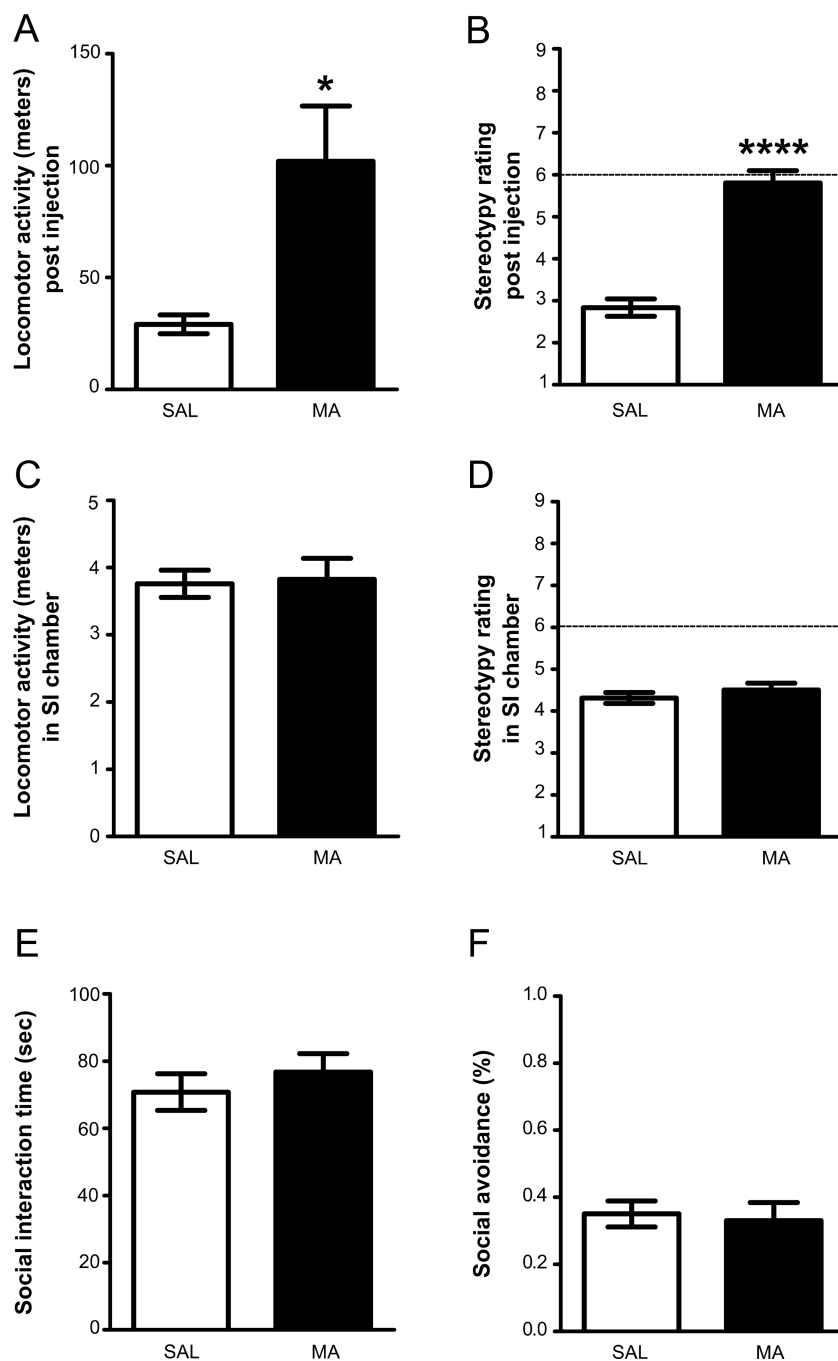 A
Locomotor activity (meters)
post injection
150
100
50
0
*
SAL
MA
B
Stereotypy rating
post injection
9
8
7
6
5
4
3
2
1
****
SAL
MA
C
Locomotor activity (meters)
in SI chamber
5
4
3
2
1
0
SAL
MA
D
Stereotypy rating
in SI chamber
9
8
7
6
5
4
3
2
1
SAL
MA
E
Social interaction time (sec)
100
80
60
40
20
0
SAL
MA
F
Social avoidance (%)
1.0
0.8
0.6
0.4
0.2
0.0
SAL
MA